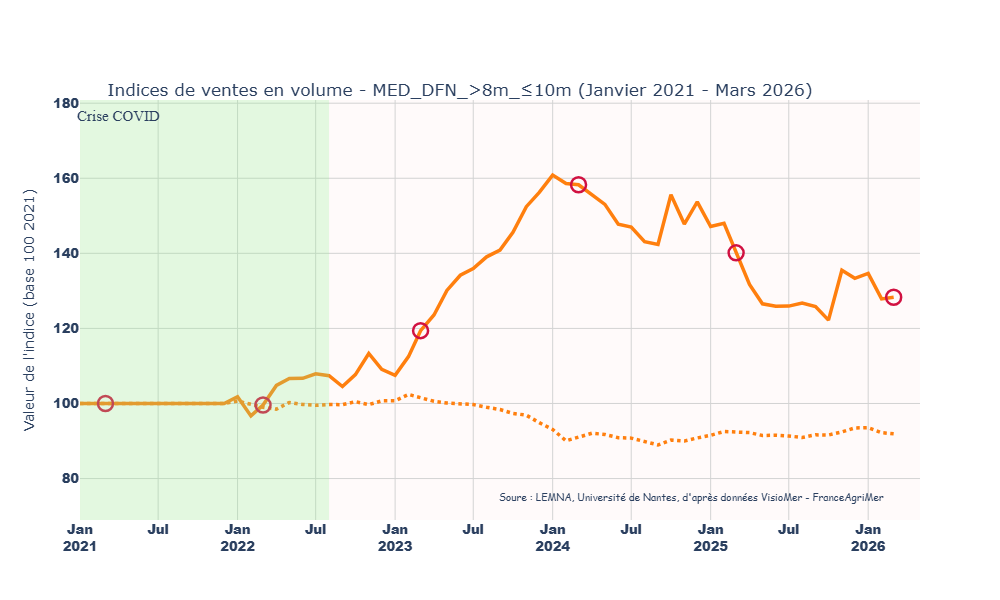 Indices de ventes en volume - MED_DFN_>8m_≤10m (Janvier 2021 - Mars 2026)
Crise COVID
Valeur de l'indice (base 100 2021)
180
160
140
120
100
80
Soure : LEMNA, Université de Nantes, d'après données VisioMer - FranceAgriMer
Jan Jul Jan Jul Jan Jul Jan Jul Jan Jul Jan
2021 2022 2023 2024 2025 2026